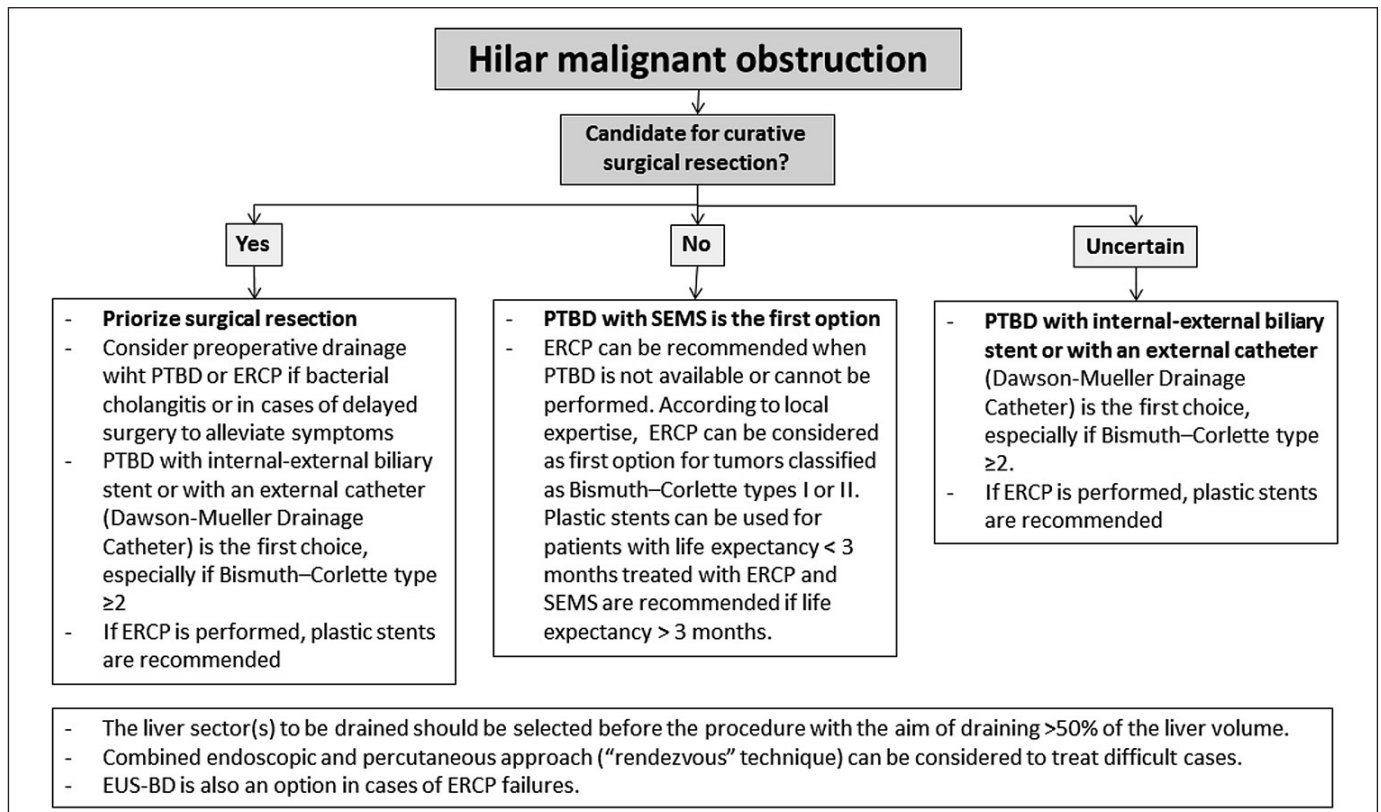 Hilar malignant obstruction
Candidate for curative
surgical resection?
Yes
No
Uncertain
- Priorize surgical resection
- Consider preoperative drainage
wiht PTBD or ERCP if bacterial
cholangitis or in cases of delayed
surgery to alleviate symptoms
- PTBD with internal-external biliary
stent or with an external catheter
(Dawson-Mueller Drainage
Catheter) is the first choice,
especially if Bismuth–Corlette type
≥2
- If ERCP is performed, plastic stents
are recommended
- PTBD with SEMS is the first option
- ERCP can be recommended when
PTBD is not available or cannot be
performed. According to local
expertise, ERCP can be considered
as first option for tumors classified
as Bismuth–Corlette types I or II.
Plastic stents can be used for
patients with life expectancy < 3
months treated with ERCP and
SEMS are recommended if life
expectancy > 3 months.
- PTBD with internal-external biliary
stent or with an external catheter
(Dawson-Mueller Drainage
Catheter) is the first choice,
especially if Bismuth–Corlette type
≥2.
- If ERCP is performed, plastic stents
are recommended
- The liver sector(s) to be drained should be selected before the procedure with the aim of draining >50% of the liver volume.
- Combined endoscopic and percutaneous approach (“rendezvous” technique) can be considered to treat difficult cases.
- EUS-BD is also an option in cases of ERCP failures.